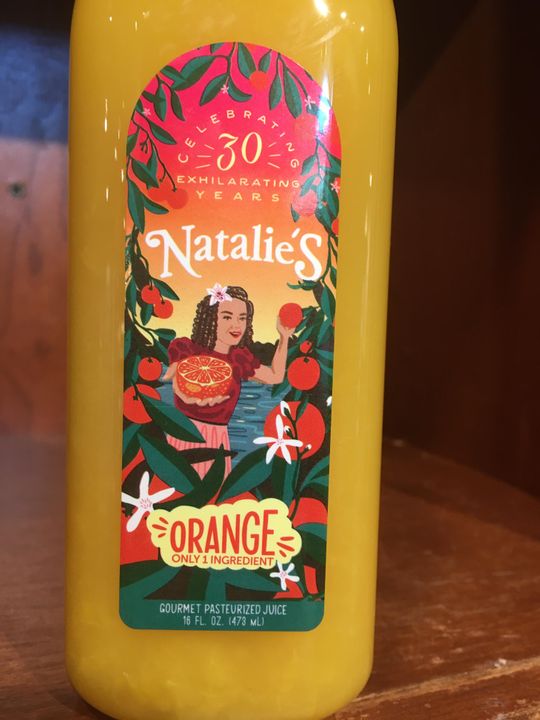 CELEBRATING
30
EXHILARATING
YEARS
NATALIE'S
ORANGE
ONLY 1 INGREDIENT
GOURMET PASTEURIZED JUICE
16 FL. OZ. (473 ML)